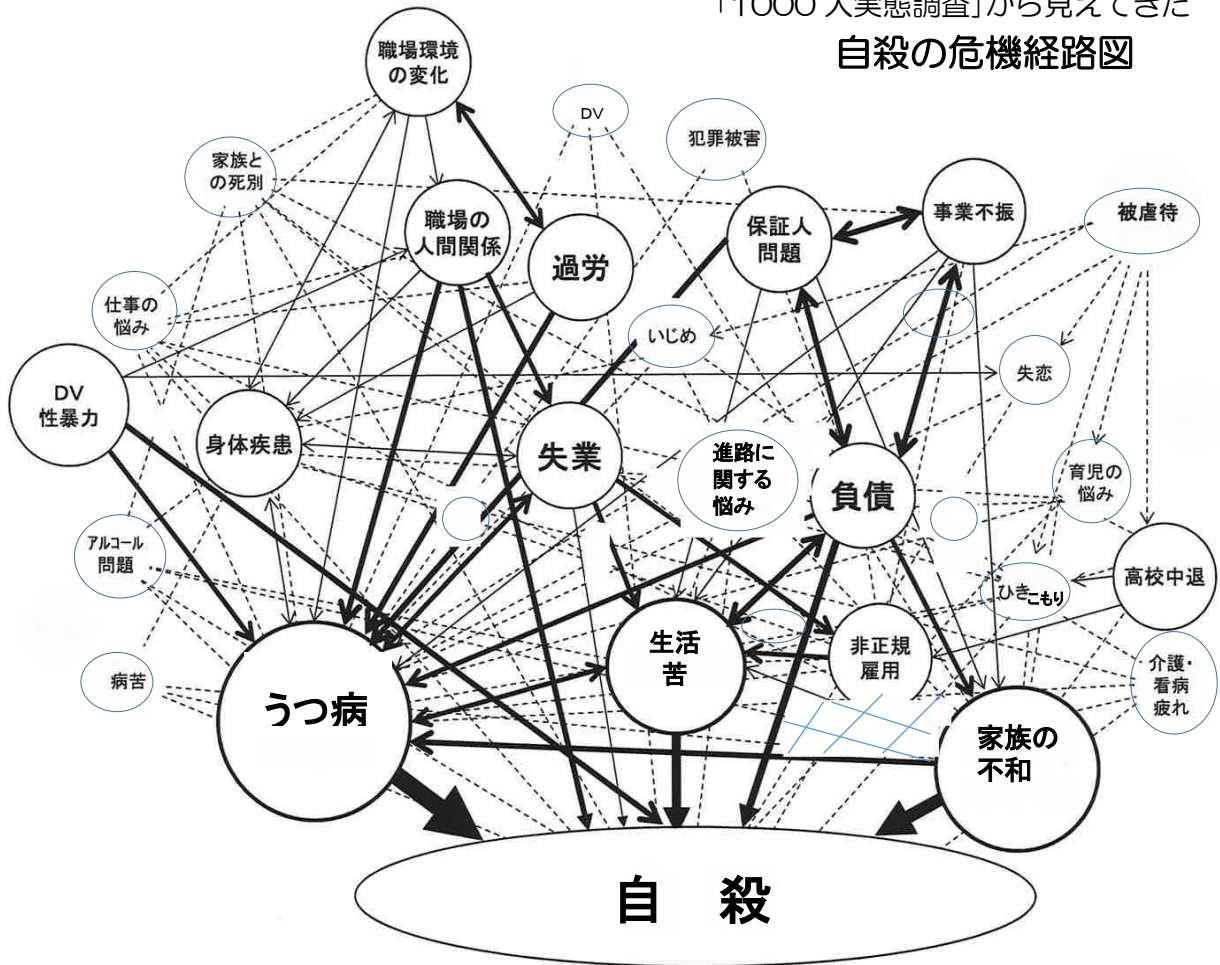 「1000人実態調査」から見えてきた
自殺の危機経路図
職場環境
の変化
DV
犯罪被害
家族と
の死別
職場の
人間関係
過労
保証人
問題
事業不振
被虐待
仕事の
悩み
いじめ
失恋
DV
性暴力
身体疾患
失業
進路に
関する
悩み
負債
育児の
悩み
アルコール
問題
高校中退
ひきこもり
病苦
うつ病
生活
苦
非正規
雇用
介護・
看病
疲れ
家族の
不和
自 殺